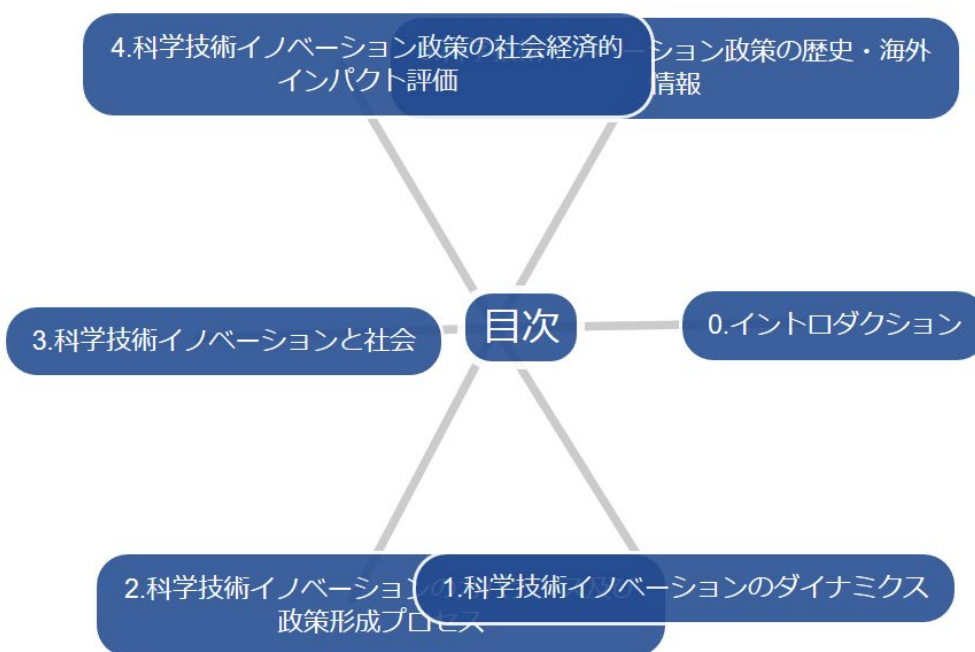 4.科学技術イノベーション政策の社会経済的
インパクト評価
ション政策の歴史・海外
情報
目次
0.イントロダクション
3.科学技術イノベーションと社会
2.科学技術イノベーション
政策形成プロセス
1.科学技術イノベーションのダイナミクス